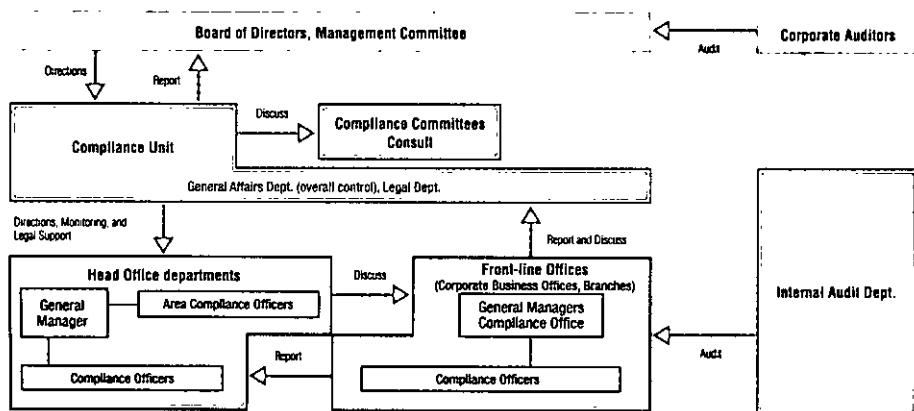 Board of Directors, Management Committee
Corporate Auditors
Audit
Directions
Report
Discuss
Compliance Unit
Compliance Committees
Consult
General Affairs Dept. (overall control), Legal Dept.
Directions, Monitoring, and
Legal Support
Report and Discuss
Head Office departments
Discuss
Front-line Offices
(Corporate Business Offices, Branches)
General
Manager
Area Compliance Officers
General Managers
Compliance Office
Internal Audit Dept.
Report
Audit
Compliance Officers
Compliance Officers